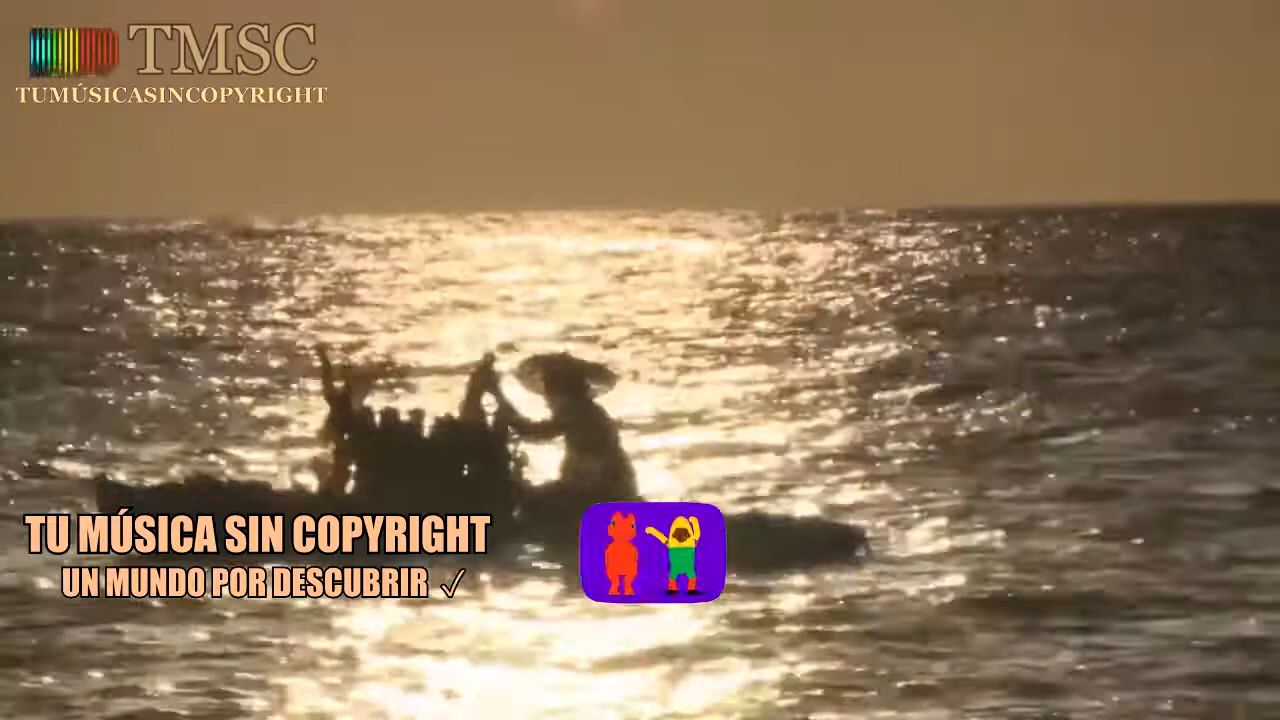 TMSC
TUMÚSICASINCOPYRIGHT
TU MÚSICA SIN COPYRIGHT
UN MUNDO POR DESCUBRIR ✓